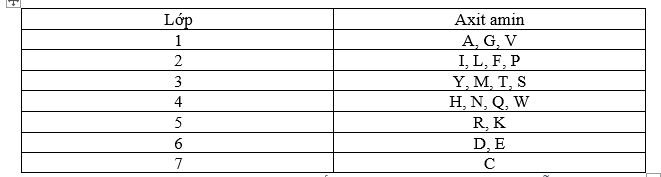 Lớp Axit amin
1 A, G, V
2 I, L, F, P
3 Y, M, T, S
4 H, N, Q, W
5 R, K
6 D, E
7 C